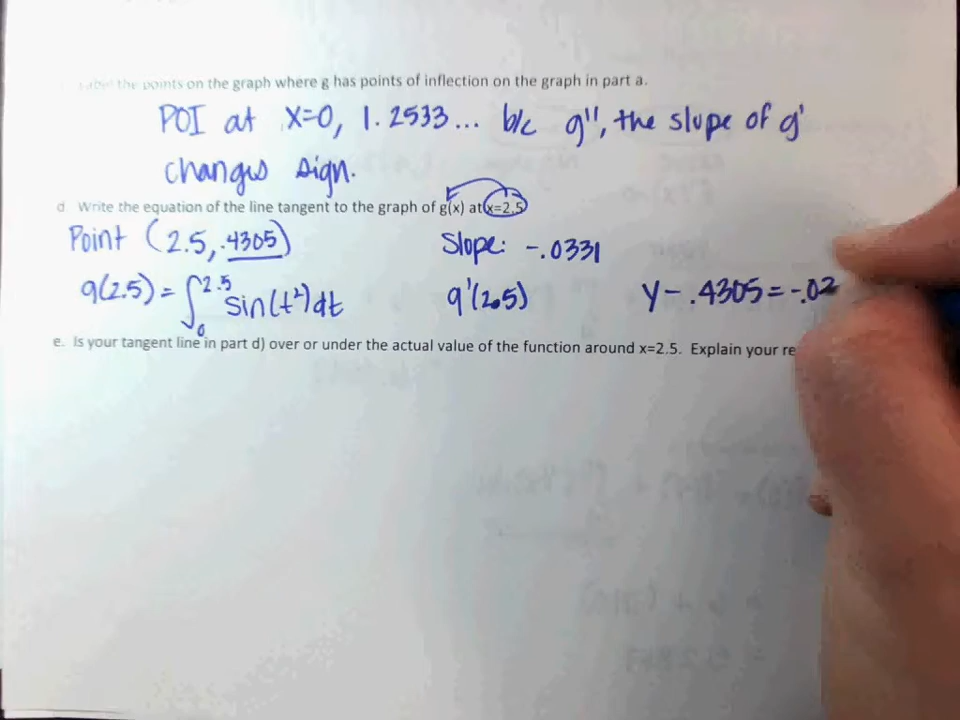 Label the points on the graph where g has points of inflection on the graph in part a.
POI at x=0, 1.2533... b/c g'', the slope of g'
changes sign.
d. Write the equation of the line tangent to the graph of g(x) at x=2.5
Point (2.5, .4305)
Slope: -.0331
g(2.5) = ∫₀^2.5 sin(t²)dt
g'(2.5)
y - .4305 = -.03
e. Is your tangent line in part d) over or under the actual value of the function around x=2.5. Explain your re